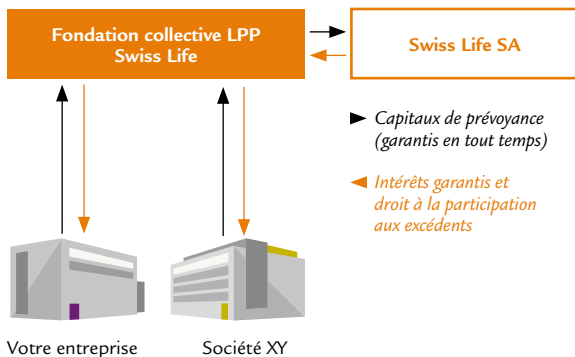 Fondation collective LPP
Swiss Life
Swiss Life SA
Capitaux de prévoyance
(garantis en tout temps)
Intérêts garantis et
droit à la participation
aux excédents
Votre entreprise
Société XY